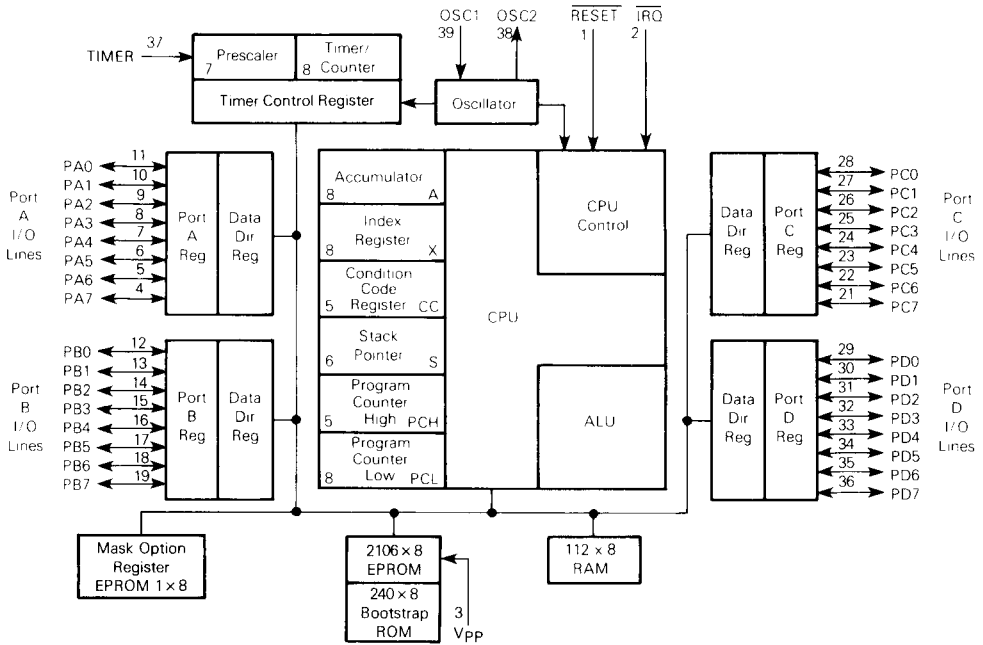 OSC1 OSC2 RESET IRQ
39 38 1 2
TIMER 37
7 Prescaler
8 Timer/
Counter
Timer Control Register
Oscillator
Port
A
I/O
Lines
PA0 11
PA1 10
PA2 9
PA3 8
PA4 7
PA5 6
PA6 5
PA7 4
Port
A
Reg
Data
Dir
Reg
Accumulator
8 A
Index
Register
8 X
Condition
Code
Register
5 CC
Stack
Pointer
6 S
Program
Counter
High
5 PCH
Program
Counter
Low
8 PCL
CPU
CPU
Control
ALU
Data
Dir
Reg
Port
C
Reg
28 PC0
27 PC1
26 PC2
25 PC3
24 PC4
23 PC5
22 PC6
21 PC7
Port
C
I/O
Lines
Port
B
I/O
Lines
PB0 12
PB1 13
PB2 14
PB3 15
PB4 16
PB5 17
PB6 18
PB7 19
Port
B
Reg
Data
Dir
Reg
Data
Dir
Reg
Port
D
Reg
29 PD0
30 PD1
31 PD2
32 PD3
33 PD4
34 PD5
35 PD6
36 PD7
Port
D
I/O
Lines
Mask Option
Register
EPROM 1×8
2106×8
EPROM
240×8
Bootstrap
ROM
3
VPP
112×8
RAM